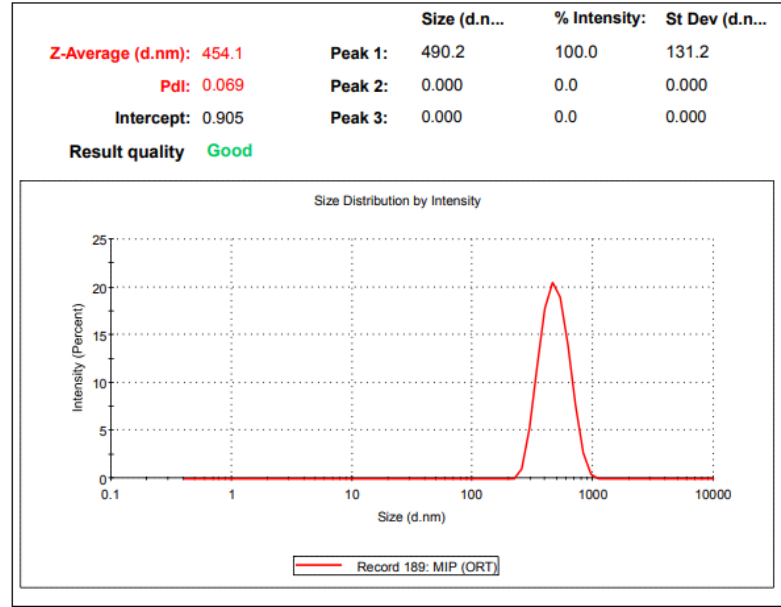 Size (d.n... % Intensity: St Dev (d.n...
Z-Average (d.nm): 454.1 Peak 1: 490.2 100.0 131.2
PdI: 0.069 Peak 2: 0.000 0.0 0.000
Intercept: 0.905 Peak 3: 0.000 0.0 0.000
Result quality Good
Size Distribution by Intensity
25
20
15
10
5
0
Intensity (Percent)
0.1 1 10 100 1000 10000
Size (d.nm)
Record 189: MIP (ORT)